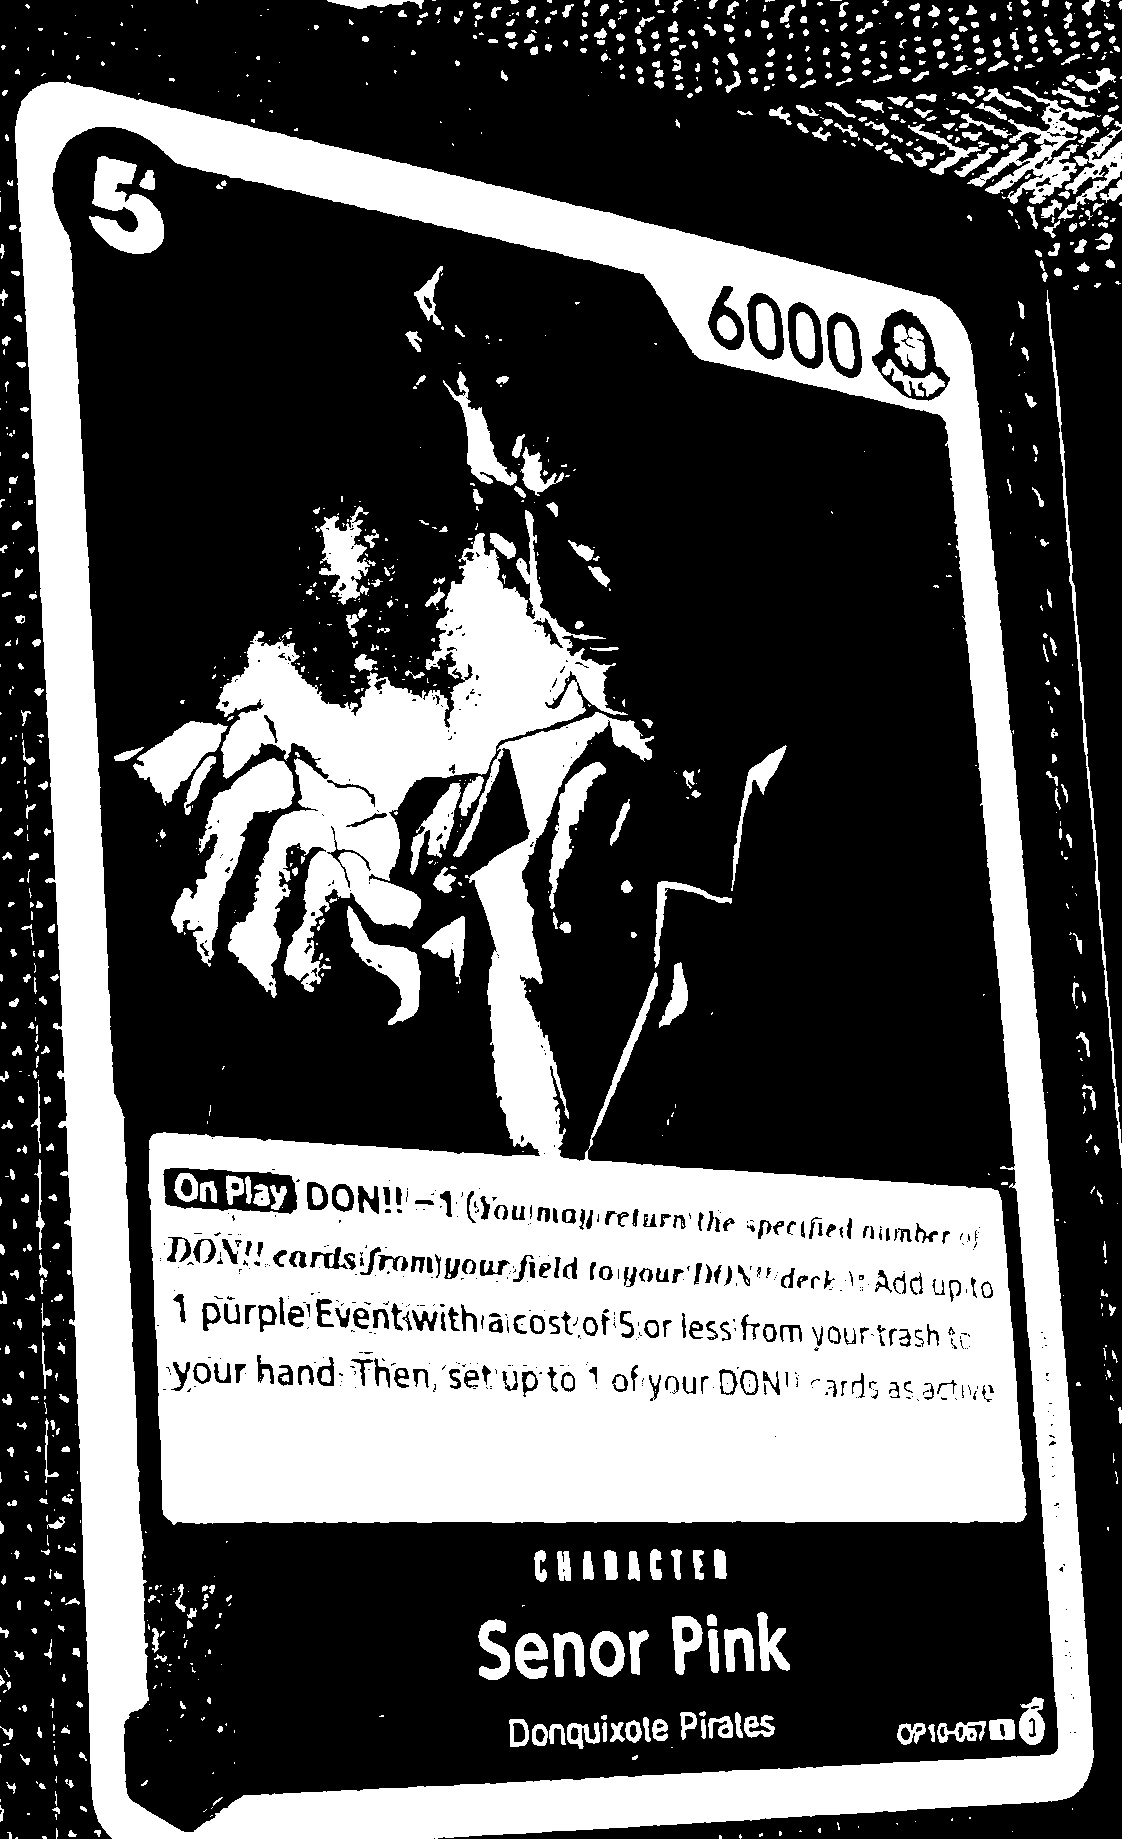 5
6000
On Play DON!! −1 (You may return the specified number of
DON!! cards from your field to your DON!! deck.): Add up to
1 purple Event with a cost of 5 or less from your trash to
your hand. Then, set up to 1 of your DON!! cards as active
CHARACTER
Senor Pink
Donquixote Pirates
OP10-067 1